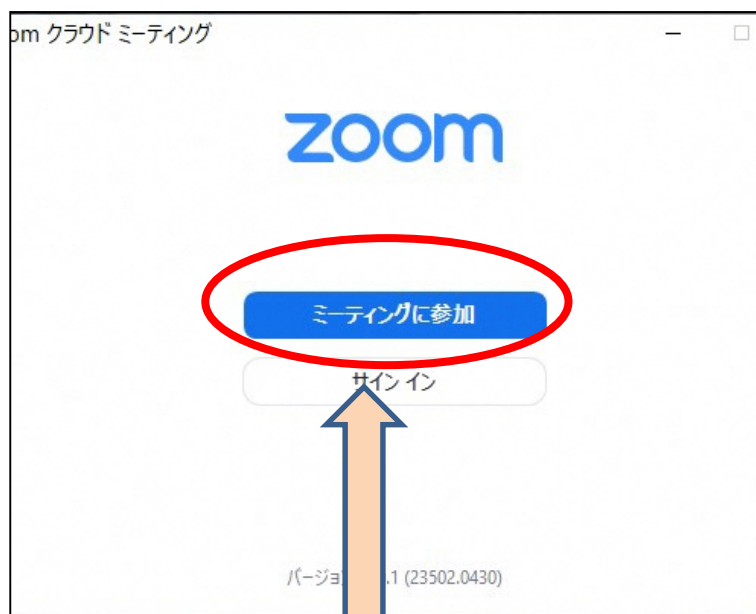 om クラウド ミーティング
zoom
ミーティングに参加
サイン イン
バージョ .1 (23502.0430)